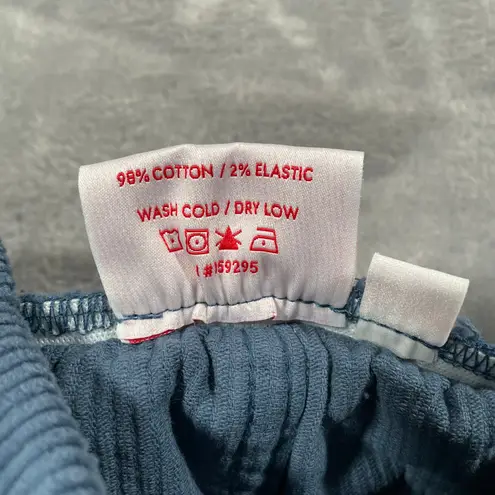 98% COTTON / 2% ELASTIC
WASH COLD / DRY LOW
#159295